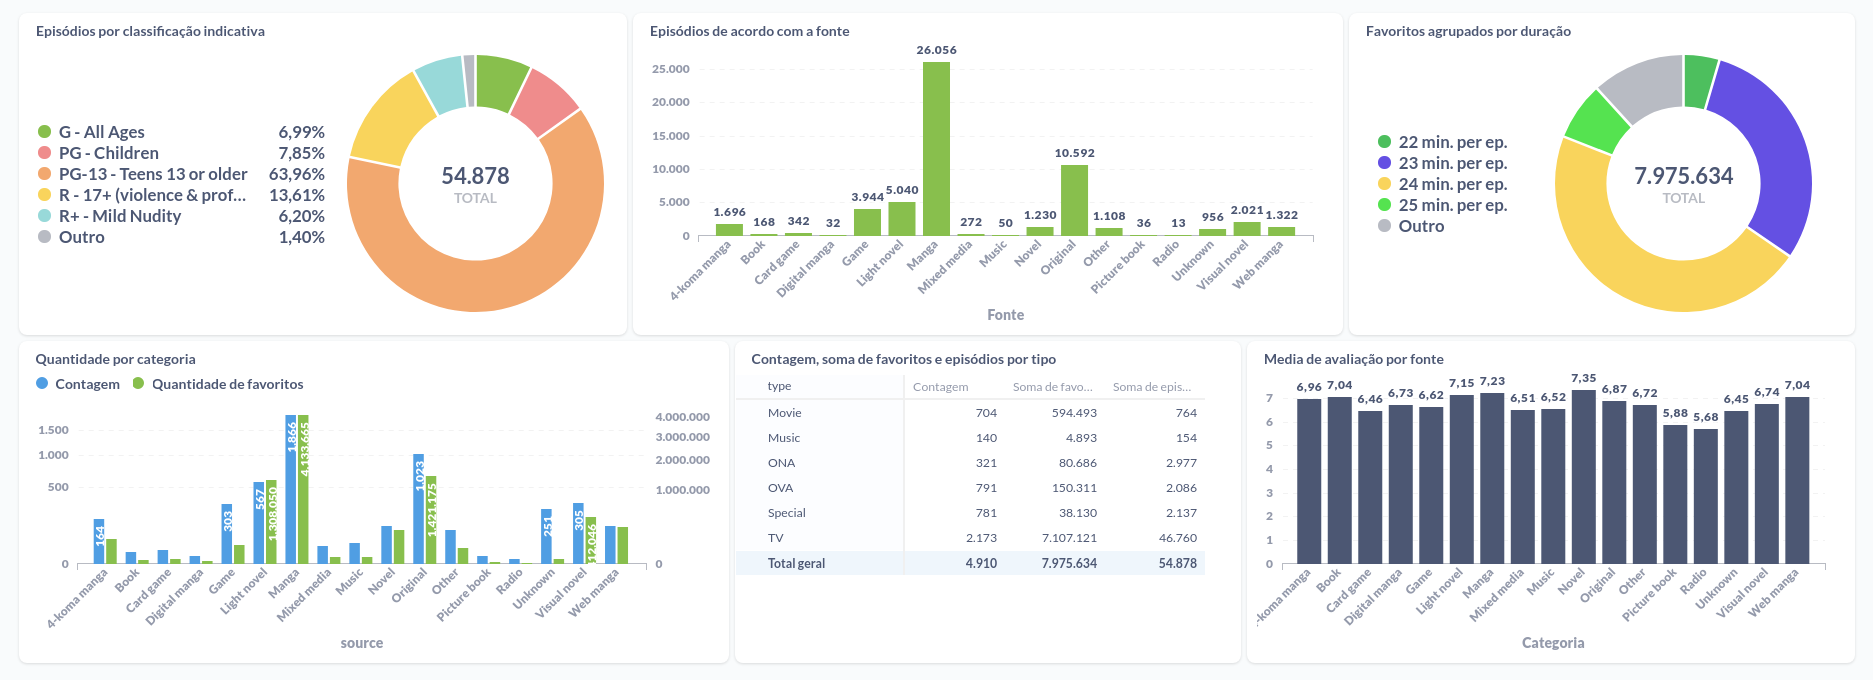 Episódios por classificação indicativa
G - All Ages 6,99%
PG - Children 7,85%
PG-13 - Teens 13 or older 63,96%
R - 17+ (violence & prof... 13,61%
R+ - Mild Nudity 6,20%
Outro 1,40%
54.878
TOTAL
Episódios de acordo com a fonte
25.000
20.000
15.000
10.000
5.000
0
1.696 168 342 32 3.944 5.040 26.056 272 50 1.230 10.592 1.108 36 13 956 2.021 1.322
4-koma manga Book Card game Digital manga Game Light novel Manga Mixed media Music Novel Original Other Picture book Radio Unknown Visual novel Web manga
Fonte
Favoritos agrupados por duração
22 min. per ep.
23 min. per ep.
24 min. per ep.
25 min. per ep.
Outro
7.975.634
TOTAL
Quantidade por categoria
Contagem Quantidade de favoritos
1.500
1.000
500
0
164 303 567 1.308.050 1.866 4.133.665 1.023 1.421.175 251 305
4.000.000
3.000.000
2.000.000
1.000.000
0
4-koma manga Book Card game Digital manga Game Light novel Manga Mixed media Music Novel Original Other Picture book Radio Unknown Visual novel Web manga
source
Contagem, soma de favoritos e episódios por tipo
type Contagem Soma de favo... Soma de epis...
Movie 704 594.493 764
Music 140 4.893 154
ONA 321 80.686 2.977
OVA 791 150.311 2.086
Special 781 38.130 2.137
TV 2.173 7.107.121 46.760
Total geral 4.910 7.975.634 54.878
Media de avaliação por fonte
7
6
5
4
3
2
1
0
6,96 7,04 6,46 6,73 6,62 7,15 7,23 6,51 6,52 7,35 6,87 6,72 5,88 5,68 6,45 6,74 7,04
-koma manga Book Card game Digital manga Game Light novel Manga Mixed media Music Novel Original Other Picture book Radio Unknown Visual novel Web manga
Categoria